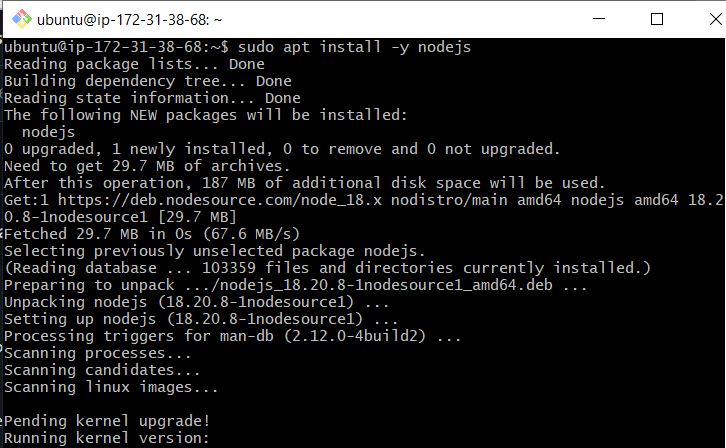 ubuntu@ip-172-31-38-68: ~
ubuntu@ip-172-31-38-68:~$ sudo apt install -y nodejs
Reading package lists... Done
Building dependency tree... Done
Reading state information... Done
The following NEW packages will be installed:
  nodejs
0 upgraded, 1 newly installed, 0 to remove and 0 not upgraded.
Need to get 29.7 MB of archives.
After this operation, 187 MB of additional disk space will be used.
Get:1 https://deb.nodesource.com/node_18.x nodistro/main amd64 nodejs amd64 18.2
0.8-1nodesource1 [29.7 MB]
Fetched 29.7 MB in 0s (67.6 MB/s)
Selecting previously unselected package nodejs.
(Reading database ... 103359 files and directories currently installed.)
Preparing to unpack .../nodejs_18.20.8-1nodesource1_amd64.deb ...
Unpacking nodejs (18.20.8-1nodesource1) ...
Setting up nodejs (18.20.8-1nodesource1) ...
Processing triggers for man-db (2.12.0-4build2) ...
Scanning processes...
Scanning candidates...
Scanning linux images...
Pending kernel upgrade!
Running kernel version: